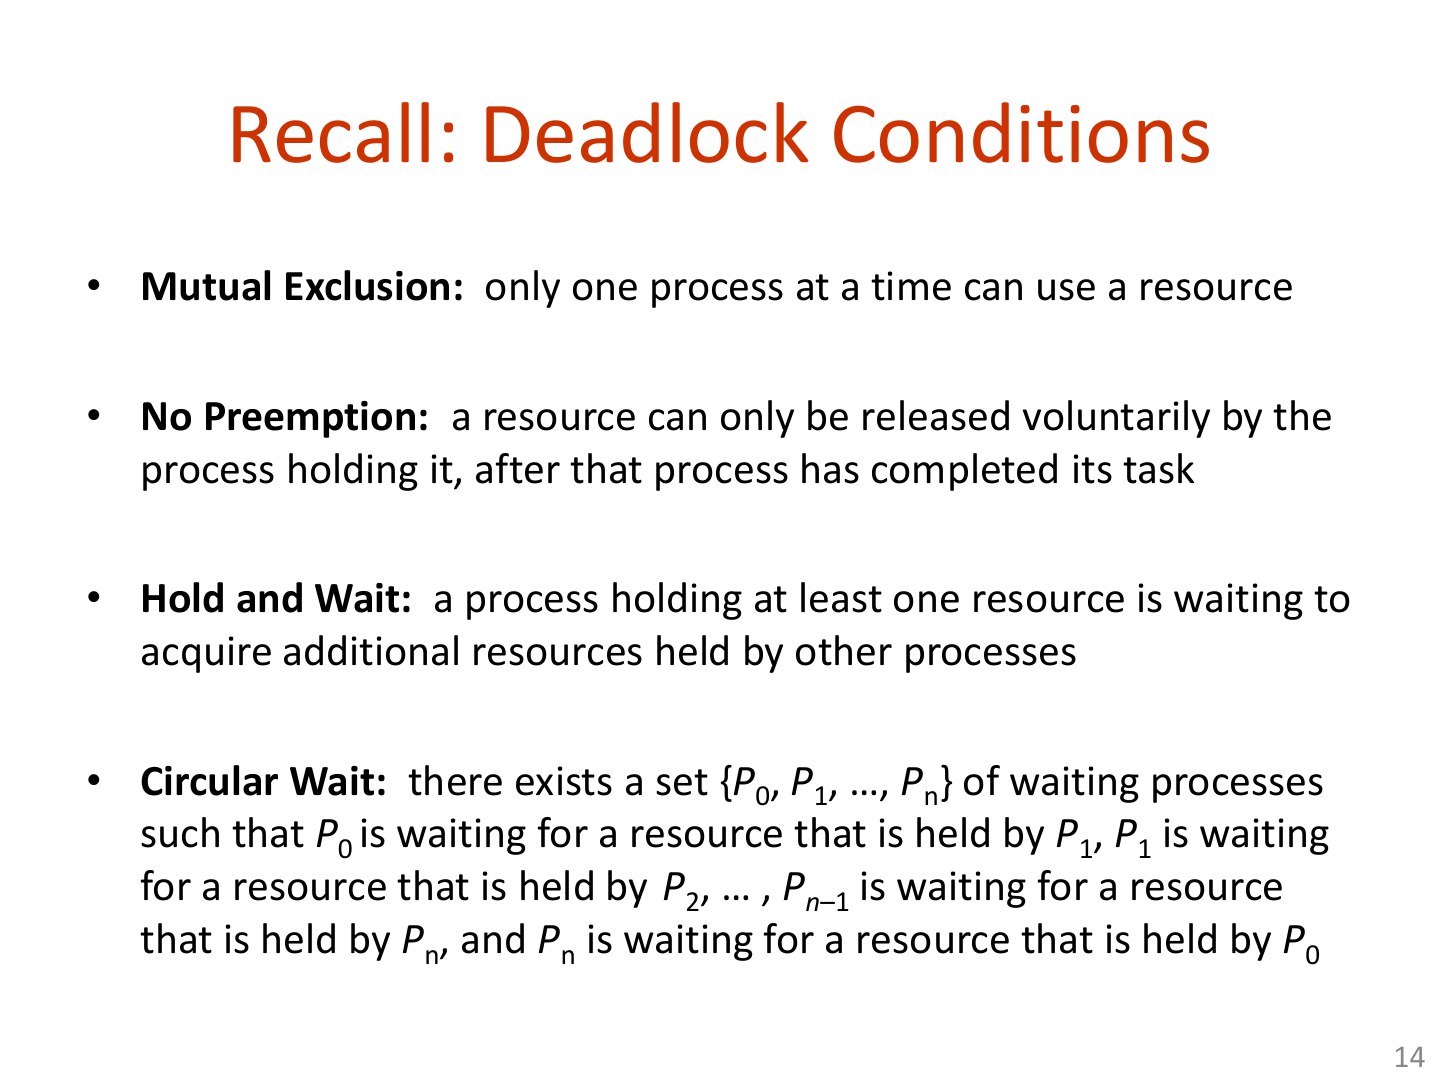 Recall: Deadlock Conditions
• Mutual Exclusion: only one process at a time can use a resource
• No Preemption: a resource can only be released voluntarily by the
process holding it, after that process has completed its task
• Hold and Wait: a process holding at least one resource is waiting to
acquire additional resources held by other processes
• Circular Wait: there exists a set {P0, P1, …, Pn} of waiting processes
such that P0 is waiting for a resource that is held by P1, P1 is waiting
for a resource that is held by P2, … , Pn–1 is waiting for a resource
that is held by Pn, and Pn is waiting for a resource that is held by P0
14